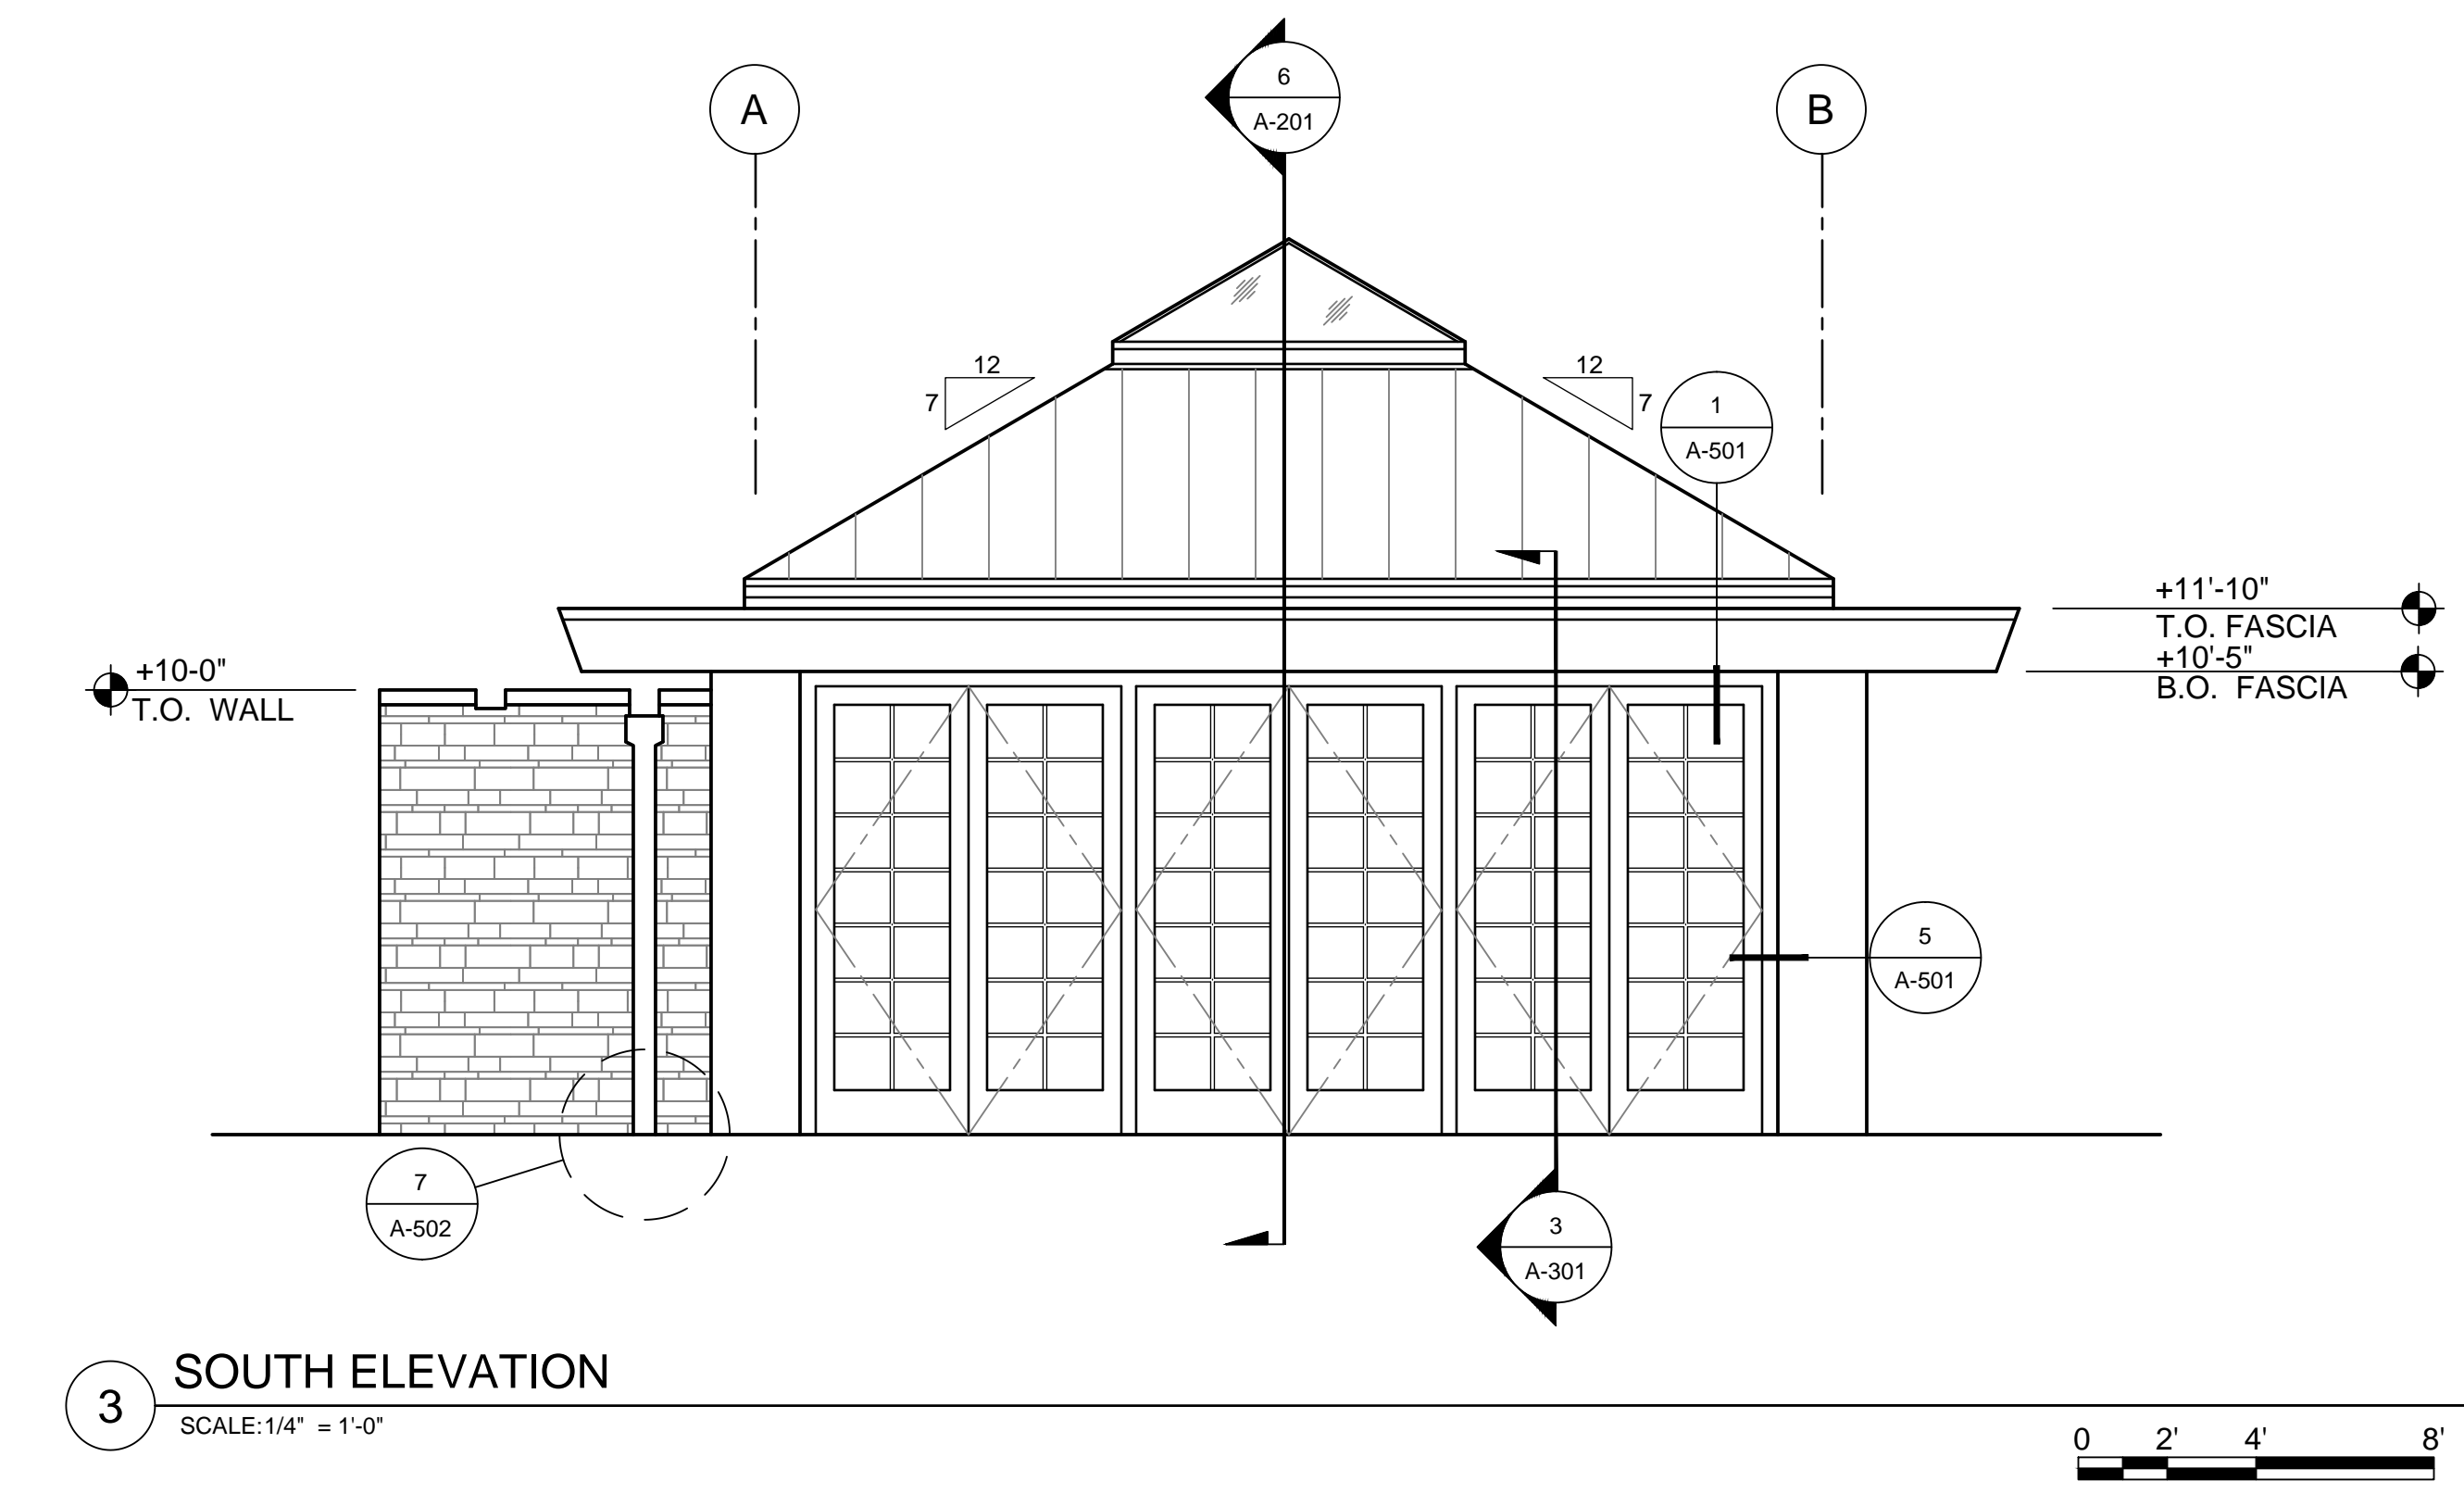 A
6
A-201
B
12
7
12
7
1
A-501
+11'-10"
T.O. FASCIA
+10'-5"
B.O. FASCIA
+10-0"
T.O. WALL
5
A-501
7
A-502
3
A-301
3
SOUTH ELEVATION
SCALE:1/4" = 1'-0"
0 2' 4' 8'